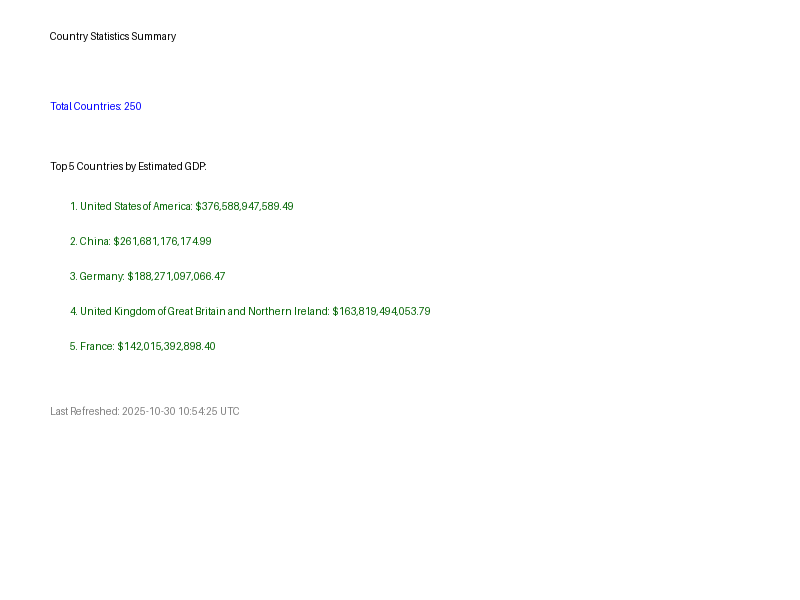 Country Statistics Summary
Total Countries: 250
Top 5 Countries by Estimated GDP:
1. United States of America: $376,588,947,589.49
2. China: $261,681,176,174.99
3. Germany: $188,271,097,066.47
4. United Kingdom of Great Britain and Northern Ireland: $163,819,494,053.79
5. France: $142,015,392,898.40
Last Refreshed: 2025-10-30 10:54:25 UTC